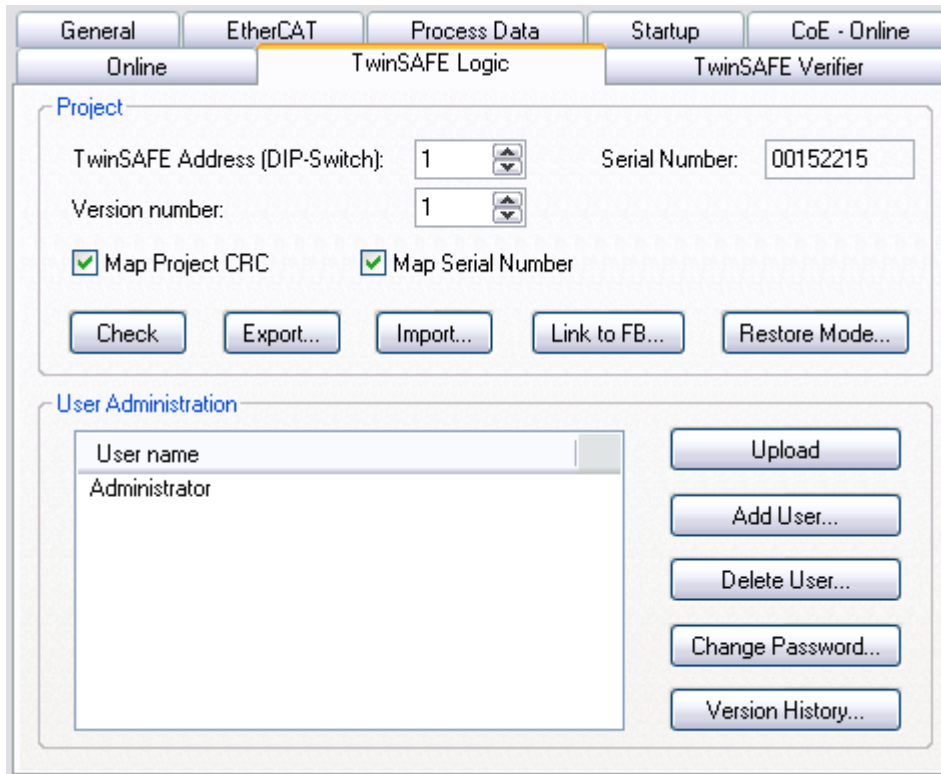 General EtherCAT Process Data Startup CoE - Online
Online TwinSAFE Logic TwinSAFE Verifier
Project
TwinSAFE Address (DIP-Switch): 1 Serial Number: 00152215
Version number: 1
Map Project CRC Map Serial Number
Check Export... Import... Link to FB... Restore Mode...
User Administration
User name
Administrator
Upload
Add User...
Delete User...
Change Password...
Version History...